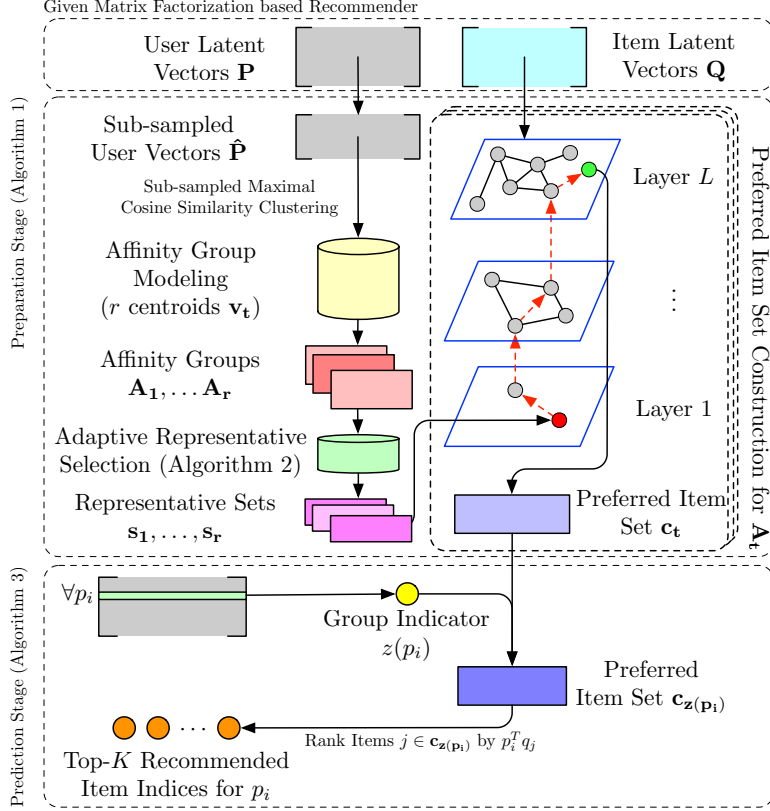 Given Matrix Factorization based Recommender
User Latent
Vectors P
Item Latent
Vectors Q
Preparation Stage (Algorithm 1)
Sub-sampled
User Vectors P̂
Sub-sampled Maximal
Cosine Similarity Clustering
Affinity Group
Modeling
(r centroids v_t)
Affinity Groups
A_1, … A_r
Adaptive Representative
Selection (Algorithm 2)
Representative Sets
s_1, …, s_r
Layer L
⋮
Layer 1
Preferred Item
Set c_t
Preferred Item Set Construction for A_t
Prediction Stage (Algorithm 3)
∀p_i
Group Indicator
z(p_i)
Preferred
Item Set c_z(p_i)
Rank Items j ∈ c_z(p_i) by p_i^T q_j
…
Top-K Recommended
Item Indices for p_i